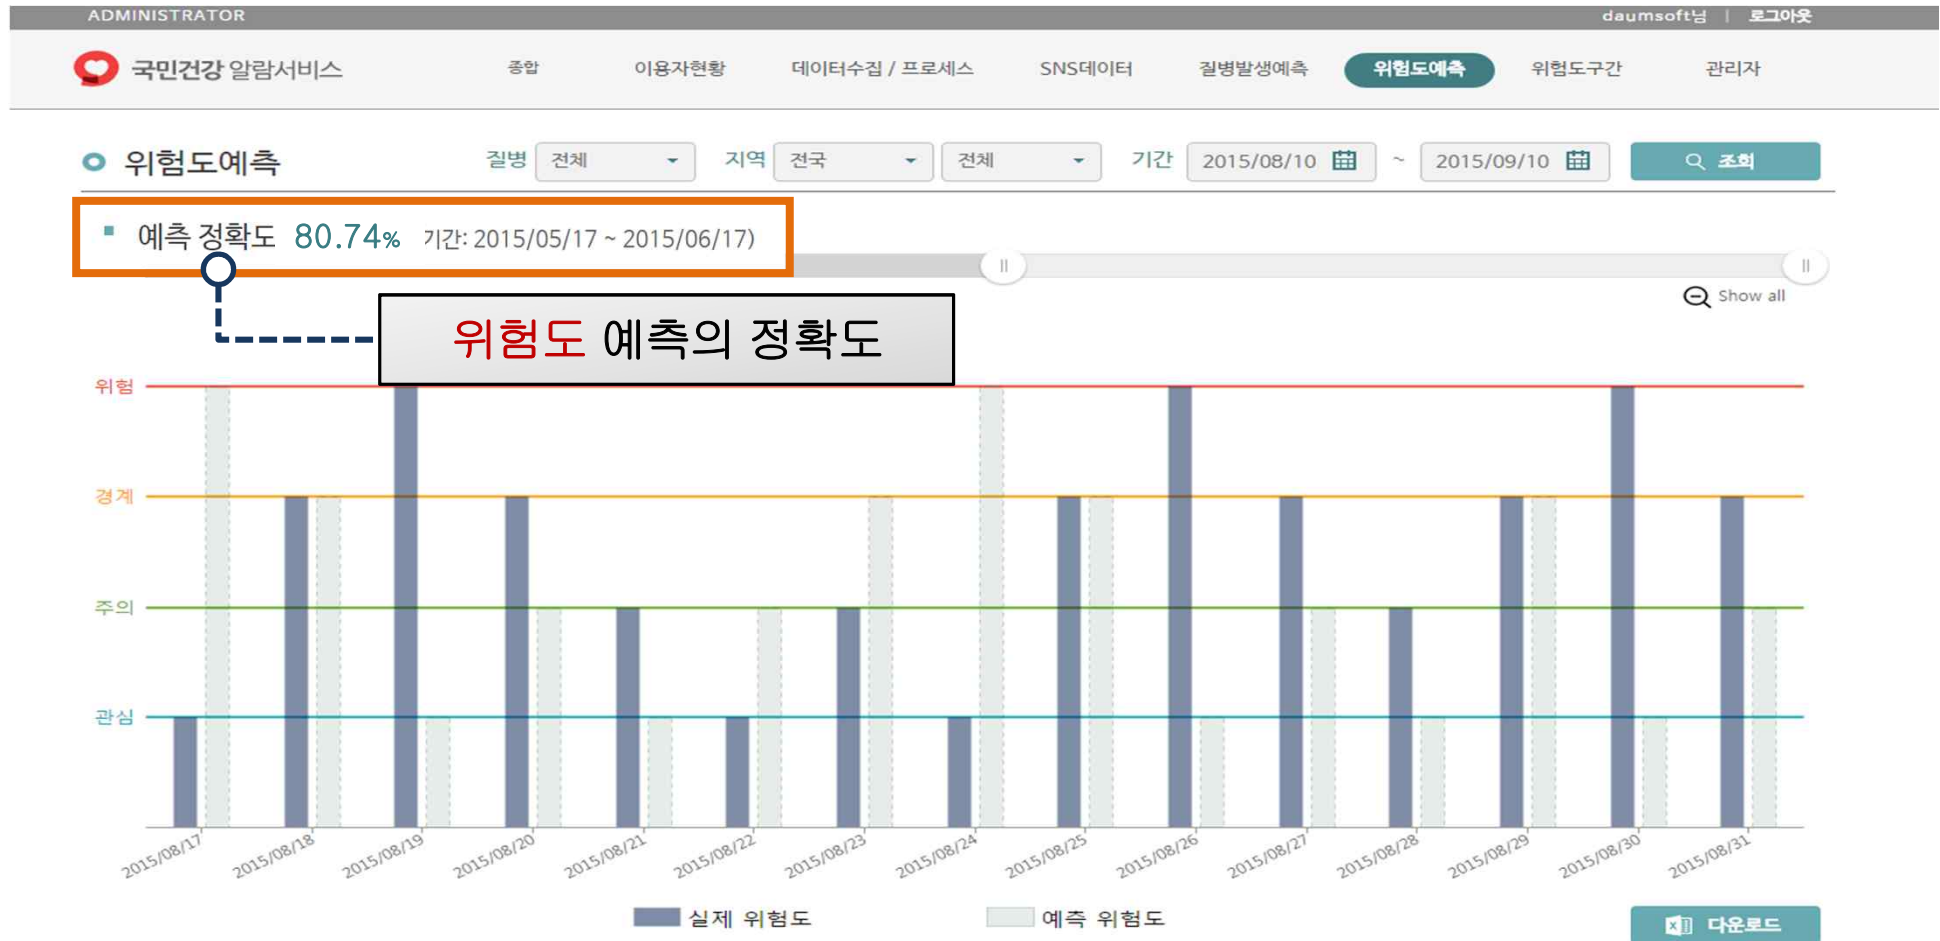 ADMINISTRATOR daumsoft님 | 로그아웃
국민건강 알람서비스 종합 이용자현황 데이터수집 / 프로세스 SNS데이터 질병발생예측 위험도예측 위험도구간 관리자
위험도예측 질병 전체 지역 전국 전체 기간 2015/08/10 ~ 2015/09/10 조회
예측 정확도 80.74% 기간: 2015/05/17 ~ 2015/06/17)
Show all
위험도 예측의 정확도
위험
경계
주의
관심
2015/08/17 2015/08/18 2015/08/19 2015/08/20 2015/08/21 2015/08/22 2015/08/23 2015/08/24 2015/08/25 2015/08/26 2015/08/27 2015/08/28 2015/08/29 2015/08/30 2015/08/31
실제 위험도 예측 위험도
다운로드